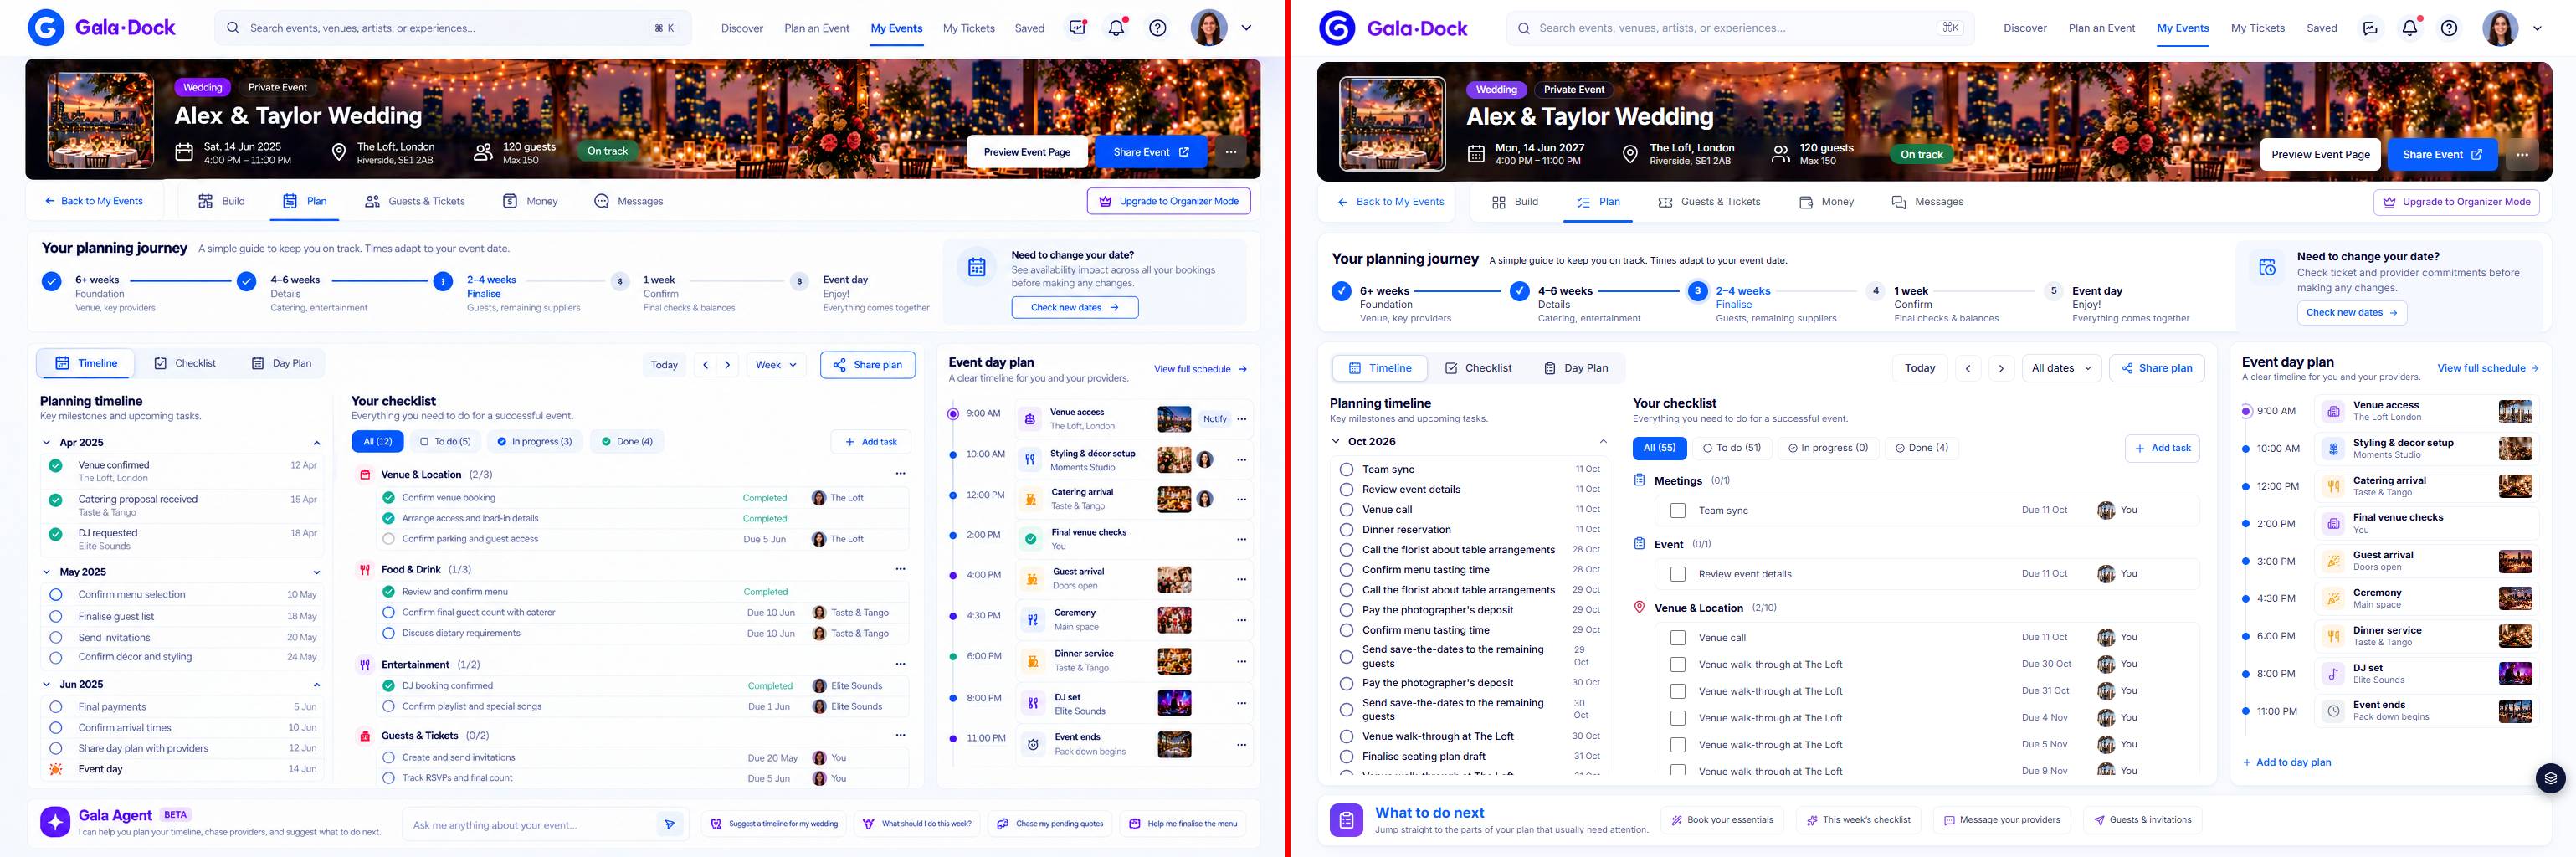 Gala·Dock
Search events, venues, artists, or experiences...
⌘ K
Discover
Plan an Event
My Events
My Tickets
Saved
Wedding
Private Event
Alex & Taylor Wedding
Sat, 14 Jun 2025
4:00 PM – 11:00 PM
The Loft, London
Riverside, SE1 2AB
120 guests
Max 150
On track
Preview Event Page
Share Event
Back to My Events
Build
Plan
Guests & Tickets
Money
Messages
Upgrade to Organizer Mode
Your planning journey
A simple guide to keep you on track. Times adapt to your event date.
6+ weeks
Foundation
Venue, key providers
4–6 weeks
Details
Catering, entertainment
2–4 weeks
Finalise
Guests, remaining suppliers
1 week
Confirm
Final checks & balances
Event day
Enjoy!
Everything comes together
Need to change your date?
See availability impact across all your bookings
before making any changes.
Check new dates
Timeline
Checklist
Day Plan
Today
Week
Share plan
Planning timeline
Key milestones and upcoming tasks.
Apr 2025
Venue confirmed 12 Apr
The Loft, London
Catering proposal received 15 Apr
Taste & Tango
DJ requested 18 Apr
Elite Sounds
May 2025
Confirm menu selection 10 May
Finalise guest list 18 May
Send invitations 20 May
Confirm décor and styling 24 May
Jun 2025
Final payments 5 Jun
Confirm arrival times 10 Jun
Share day plan with providers 12 Jun
Event day 14 Jun
Your checklist
Everything you need to do for a successful event.
All (12)
To do (5)
In progress (3)
Done (4)
Add task
Venue & Location (2/3)
Confirm venue booking Completed The Loft
Arrange access and load-in details Completed
Confirm parking and guest access Due 5 Jun The Loft
Food & Drink (1/3)
Review and confirm menu Completed
Confirm final guest count with caterer Due 10 Jun Taste & Tango
Discuss dietary requirements Due 10 Jun Taste & Tango
Entertainment (1/2)
DJ booking confirmed Completed Elite Sounds
Confirm playlist and special songs Due 1 Jun Elite Sounds
Guests & Tickets (0/2)
Create and send invitations Due 20 May You
Track RSVPs and final count Due 5 Jun You
Event day plan
A clear timeline for you and your providers.
View full schedule
9:00 AM Venue access
The Loft, London
Notify
10:00 AM Styling & décor setup
Moments Studio
12:00 PM Catering arrival
Taste & Tango
2:00 PM Final venue checks
You
4:00 PM Guest arrival
Doors open
4:30 PM Ceremony
Main space
6:00 PM Dinner service
Taste & Tango
8:00 PM DJ set
Elite Sounds
11:00 PM Event ends
Pack down begins
Gala Agent BETA
I can help you plan your timeline, chase providers, and suggest what to do next.
Ask me anything about your event...
Suggest a timeline for my wedding
What should I do this week?
Chase my pending quotes
Help me finalise the menu
Gala·Dock
Search events, venues, artists, or experiences...
⌘K
Discover
Plan an Event
My Events
My Tickets
Saved
Wedding
Private Event
Alex & Taylor Wedding
Mon, 14 Jun 2027
4:00 PM – 11:00 PM
The Loft, London
Riverside, SE1 2AB
120 guests
Max 150
On track
Preview Event Page
Share Event
Back to My Events
Build
Plan
Guests & Tickets
Money
Messages
Upgrade to Organizer Mode
Your planning journey
A simple guide to keep you on track. Times adapt to your event date.
6+ weeks
Foundation
Venue, key providers
4–6 weeks
Details
Catering, entertainment
3
2–4 weeks
Finalise
Guests, remaining suppliers
4
1 week
Confirm
Final checks & balances
5
Event day
Enjoy!
Everything comes together
Need to change your date?
Check ticket and provider commitments before
making any changes.
Check new dates
Timeline
Checklist
Day Plan
Today
All dates
Share plan
Planning timeline
Key milestones and upcoming tasks.
Oct 2026
Team sync 11 Oct
Review event details 11 Oct
Venue call 11 Oct
Dinner reservation 11 Oct
Call the florist about table arrangements 28 Oct
Confirm menu tasting time 28 Oct
Call the florist about table arrangements 29 Oct
Pay the photographer's deposit 29 Oct
Confirm menu tasting time 29 Oct
Send save-the-dates to the remaining guests 29 Oct
Pay the photographer's deposit 30 Oct
Send save-the-dates to the remaining guests 30 Oct
Venue walk-through at The Loft 30 Oct
Finalise seating plan draft 31 Oct
Venue walk-through at The Loft 31 Oct
Your checklist
Everything you need to do for a successful event.
All (55)
To do (51)
In progress (0)
Done (4)
Add task
Meetings (0/1)
Team sync Due 11 Oct You
Event (0/1)
Review event details Due 11 Oct You
Venue & Location (2/10)
Venue call Due 11 Oct You
Venue walk-through at The Loft Due 30 Oct You
Venue walk-through at The Loft Due 31 Oct You
Venue walk-through at The Loft Due 4 Nov You
Venue walk-through at The Loft Due 5 Nov You
Venue walk-through at The Loft Due 9 Nov You
Event day plan
A clear timeline for you and your providers.
View full schedule
9:00 AM Venue access
The Loft London
10:00 AM Styling & decor setup
Moments Studio
12:00 PM Catering arrival
Taste & Tango
2:00 PM Final venue checks
You
3:00 PM Guest arrival
Doors open
4:30 PM Ceremony
Main space
6:00 PM Dinner service
Taste & Tango
8:00 PM DJ set
Elite Sounds
11:00 PM Event ends
Pack down begins
Add to day plan
What to do next
Jump straight to the parts of your plan that usually need attention.
Book your essentials
This week's checklist
Message your providers
Guests & invitations